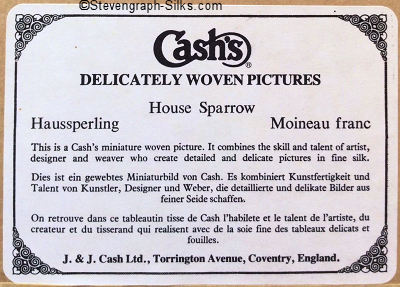 ©Stevengraph-Silks.com
Cash's®
DELICATELY WOVEN PICTURES
House Sparrow
Haussperling Moineau franc
This is a Cash's miniature woven picture. It combines the skill and talent of artist,
designer and weaver who create detailed and delicate pictures in fine silk.
Dies ist ein gewebtes Miniaturbild von Cash. Es kombiniert Kunstfertigkeit und
Talent von Kunstler, Designer und Weber, die detaillierte und delikate Bilder aus
feiner Seide schaffen.
On retrouve dans ce tableautin tisse de Cash l'habilete et le talent de l'artiste, du
createur et du tisserand qui realisent avec de la soie fine des tableaux delicats et
fouilles.
J. & J. Cash Ltd., Torrington Avenue, Coventry, England.